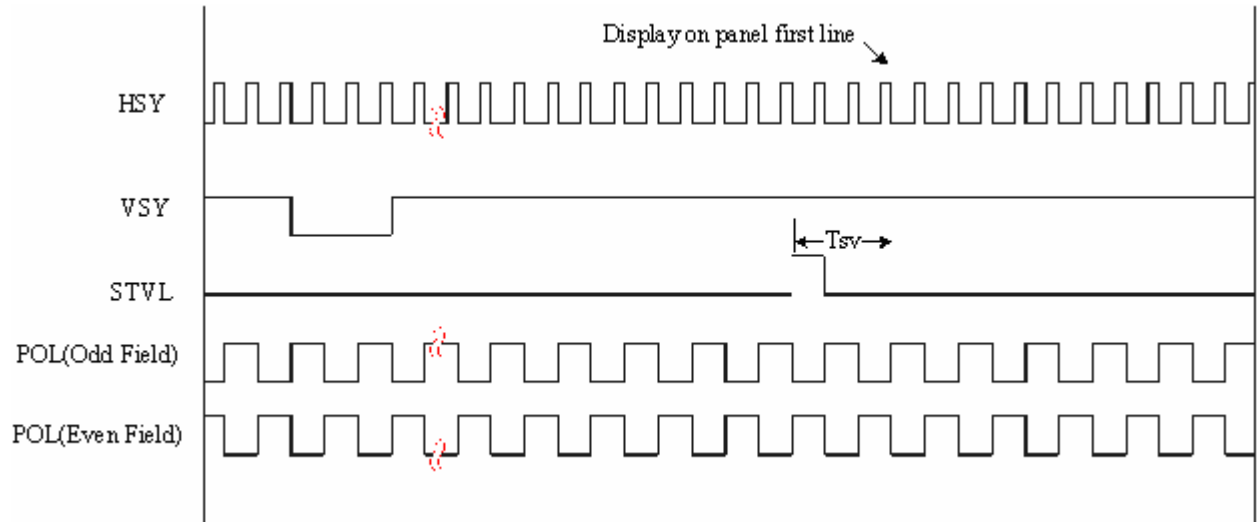 Display on panel first line
HSY
VSY
Tsv
STVL
POL(Odd Field)
POL(Even Field)